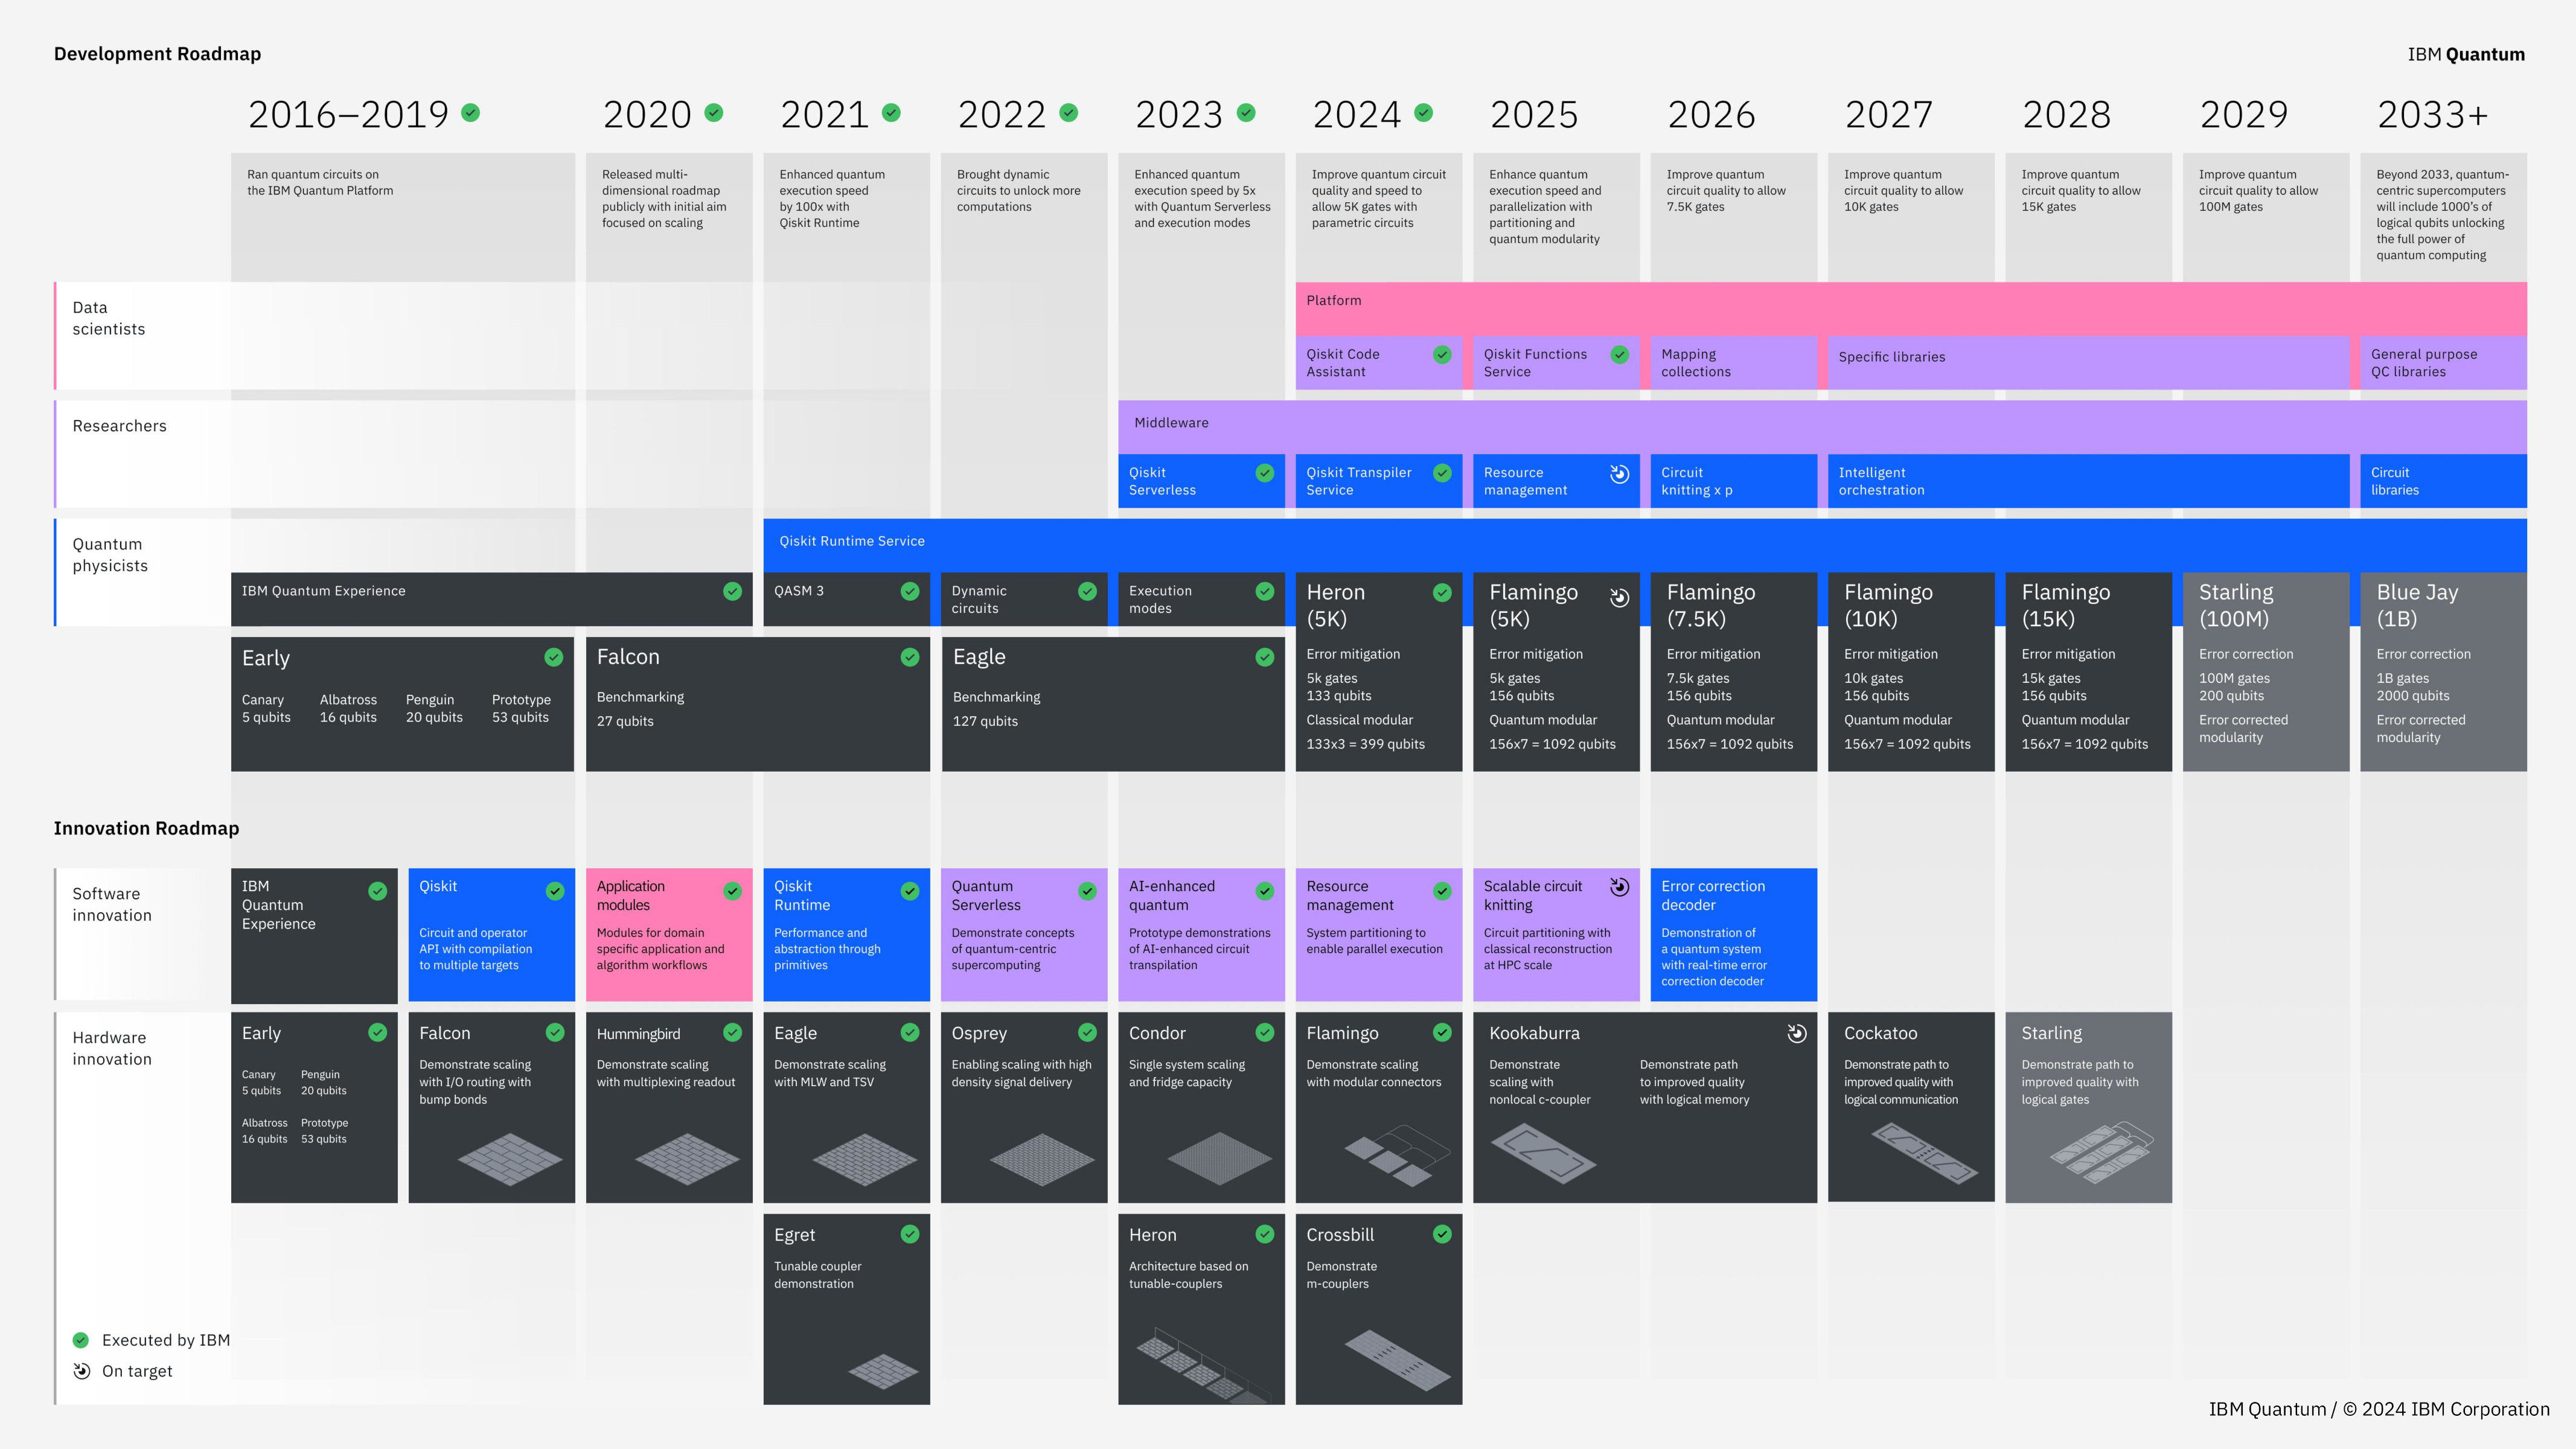 Development Roadmap
IBM Quantum
2016–2019
2020
2021
2022
2023
2024
2025
2026
2027
2028
2029
2033+
Ran quantum circuits on
the IBM Quantum Platform
Released multi-
dimensional roadmap
publicly with initial aim
focused on scaling
Enhanced quantum
execution speed
by 100x with
Qiskit Runtime
Brought dynamic
circuits to unlock more
computations
Enhanced quantum
execution speed by 5x
with Quantum Serverless
and execution modes
Improve quantum circuit
quality and speed to
allow 5K gates with
parametric circuits
Enhance quantum
execution speed and
parallelization with
partitioning and
quantum modularity
Improve quantum
circuit quality to allow
7.5K gates
Improve quantum
circuit quality to allow
10K gates
Improve quantum
circuit quality to allow
15K gates
Improve quantum
circuit quality to allow
100M gates
Beyond 2033, quantum-
centric supercomputers
will include 1000's of
logical qubits unlocking
the full power of
quantum computing
Data
scientists
Platform
Qiskit Code
Assistant
Qiskit Functions
Service
Mapping
collections
Specific libraries
General purpose
QC libraries
Researchers
Middleware
Qiskit
Serverless
Qiskit Transpiler
Service
Resource
management
Circuit
knitting x p
Intelligent
orchestration
Circuit
libraries
Quantum
physicists
Qiskit Runtime Service
IBM Quantum Experience
QASM 3
Dynamic
circuits
Execution
modes
Early
Canary
5 qubits
Albatross
16 qubits
Penguin
20 qubits
Prototype
53 qubits
Falcon
Benchmarking
27 qubits
Eagle
Benchmarking
127 qubits
Heron
(5K)
Error mitigation
5k gates
133 qubits
Classical modular
133x3 = 399 qubits
Flamingo
(5K)
Error mitigation
5k gates
156 qubits
Quantum modular
156x7 = 1092 qubits
Flamingo
(7.5K)
Error mitigation
7.5k gates
156 qubits
Quantum modular
156x7 = 1092 qubits
Flamingo
(10K)
Error mitigation
10k gates
156 qubits
Quantum modular
156x7 = 1092 qubits
Flamingo
(15K)
Error mitigation
15k gates
156 qubits
Quantum modular
156x7 = 1092 qubits
Starling
(100M)
Error correction
100M gates
200 qubits
Error corrected
modularity
Blue Jay
(1B)
Error correction
1B gates
2000 qubits
Error corrected
modularity
Innovation Roadmap
Software
innovation
IBM
Quantum
Experience
Qiskit
Circuit and operator
API with compilation
to multiple targets
Application
modules
Modules for domain
specific application and
algorithm workflows
Qiskit
Runtime
Performance and
abstraction through
primitives
Quantum
Serverless
Demonstrate concepts
of quantum-centric
supercomputing
AI-enhanced
quantum
Prototype demonstrations
of AI-enhanced circuit
transpilation
Resource
management
System partitioning to
enable parallel execution
Scalable circuit
knitting
Circuit partitioning with
classical reconstruction
at HPC scale
Error correction
decoder
Demonstration of
a quantum system
with real-time error
correction decoder
Hardware
innovation
Early
Canary
5 qubits
Penguin
20 qubits
Albatross
16 qubits
Prototype
53 qubits
Falcon
Demonstrate scaling
with I/O routing with
bump bonds
Hummingbird
Demonstrate scaling
with multiplexing readout
Eagle
Demonstrate scaling
with MLW and TSV
Osprey
Enabling scaling with high
density signal delivery
Condor
Single system scaling
and fridge capacity
Flamingo
Demonstrate scaling
with modular connectors
Kookaburra
Demonstrate
scaling with
nonlocal c-coupler
Demonstrate path
to improved quality
with logical memory
Cockatoo
Demonstrate path to
improved quality with
logical communication
Starling
Demonstrate path to
improved quality with
logical gates
Egret
Tunable coupler
demonstration
Heron
Architecture based on
tunable-couplers
Crossbill
Demonstrate
m-couplers
Executed by IBM
On target
IBM Quantum / © 2024 IBM Corporation